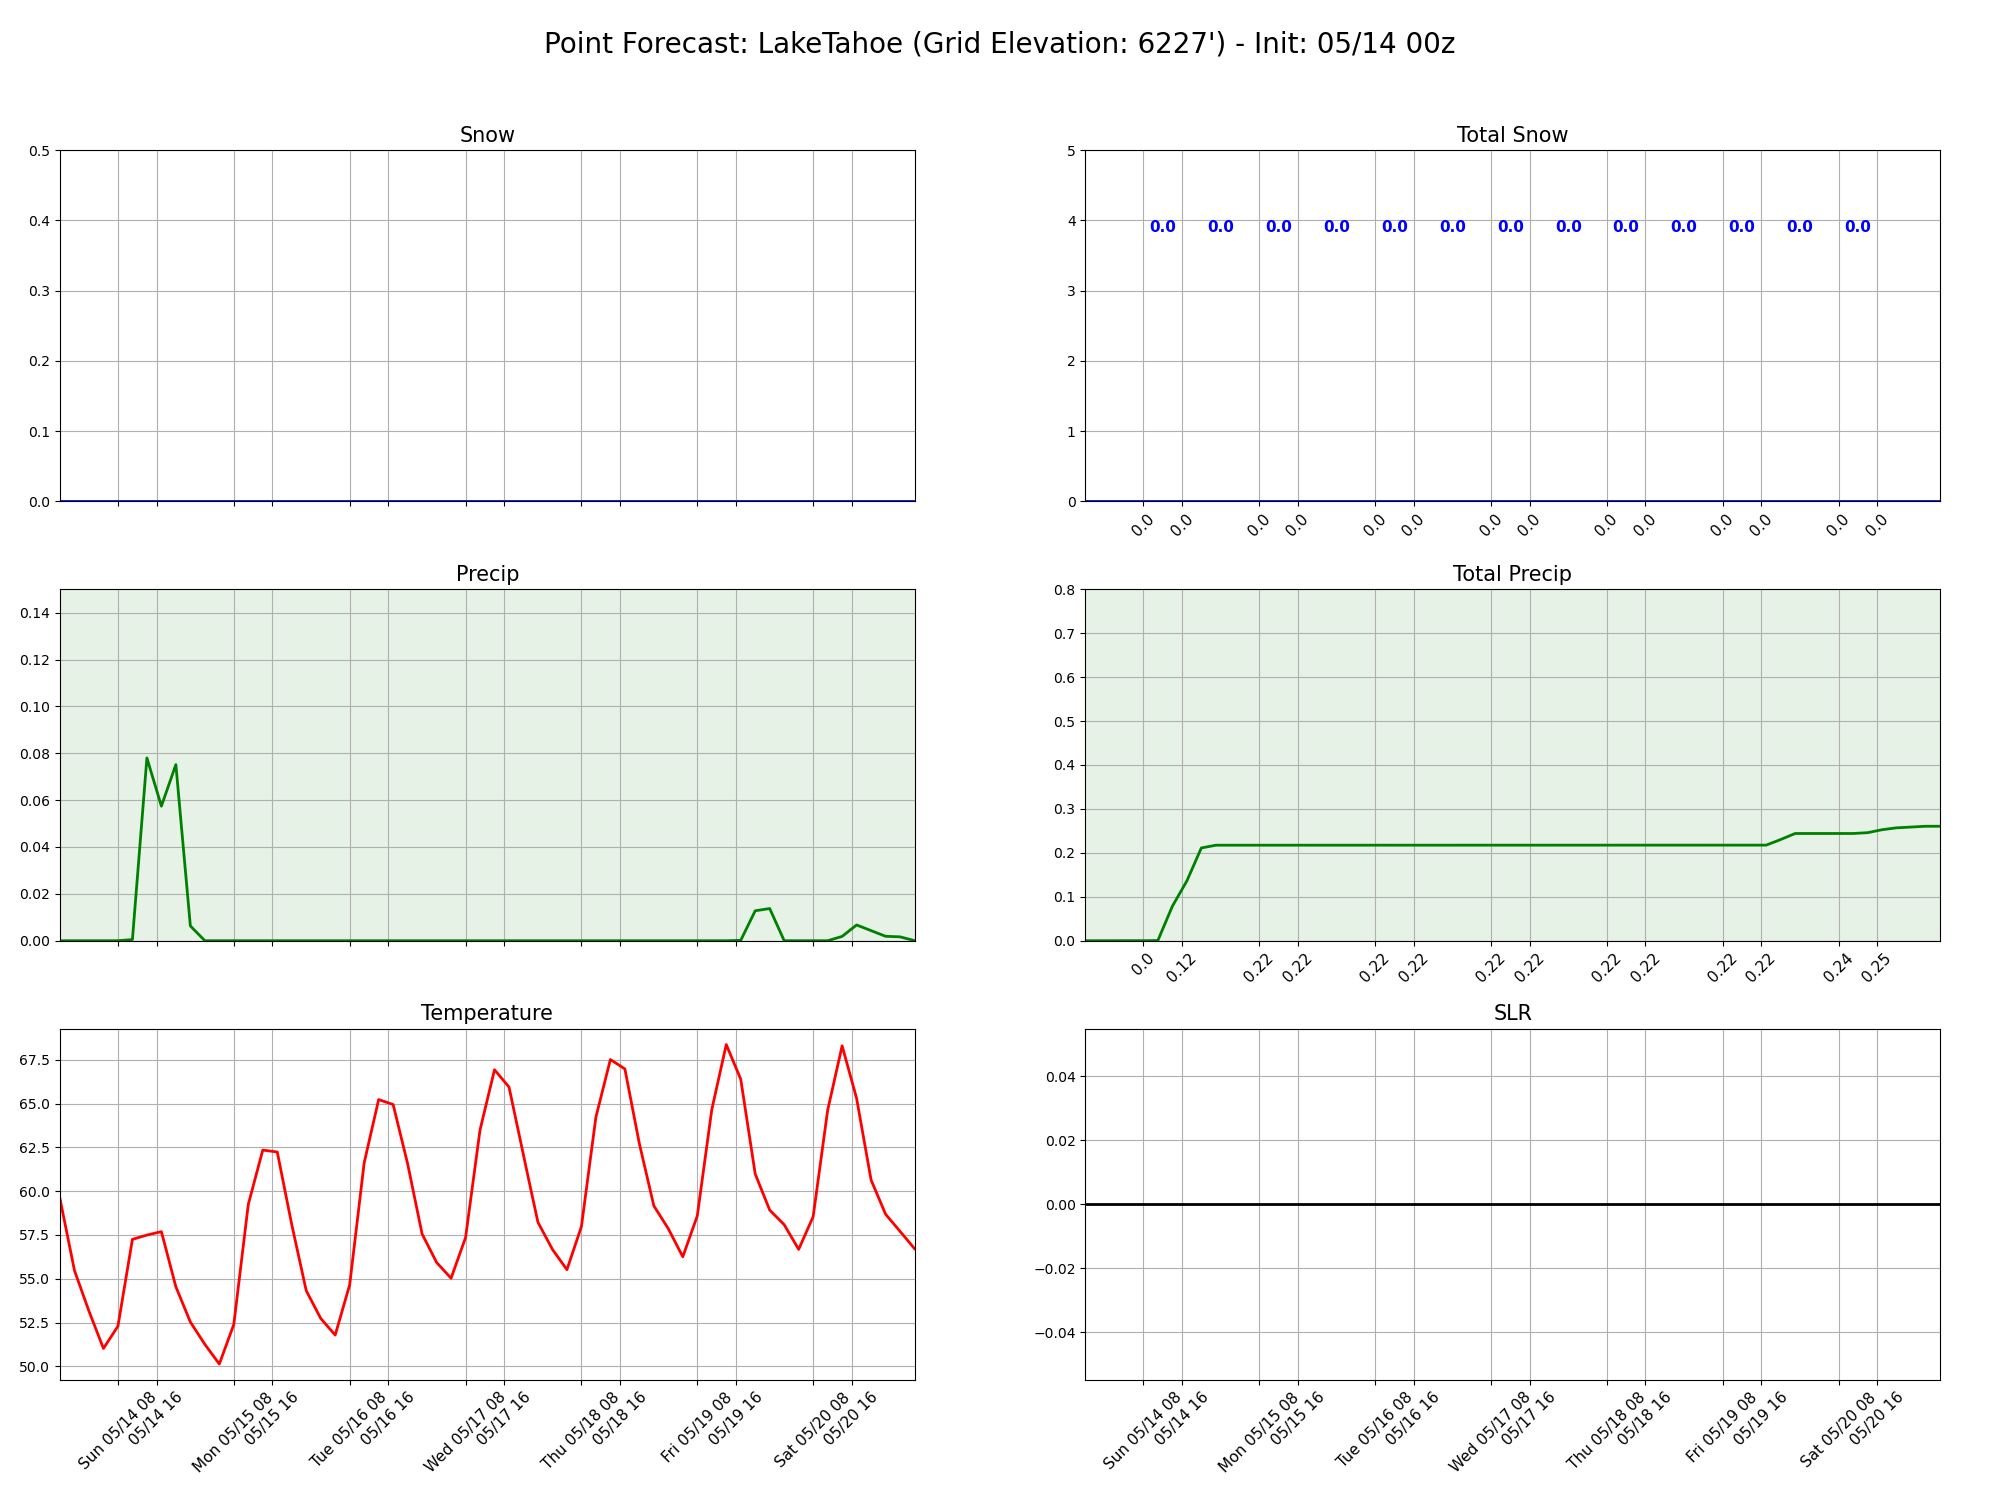 Point Forecast: LakeTahoe (Grid Elevation: 6227') - Init: 05/14 00z
Snow
0.5
0.4
0.3
0.2
0.1
0.0
Total Snow
5
4
3
2
1
0
0.0 0.0 0.0 0.0 0.0 0.0 0.0 0.0 0.0 0.0 0.0 0.0 0.0
0.0 0.0 0.0 0.0 0.0 0.0 0.0 0.0 0.0 0.0 0.0 0.0 0.0 0.0
Precip
0.14
0.12
0.10
0.08
0.06
0.04
0.02
0.00
Total Precip
0.8
0.7
0.6
0.5
0.4
0.3
0.2
0.1
0.0
0.0 0.12 0.22 0.22 0.22 0.22 0.22 0.22 0.22 0.22 0.22 0.22 0.24 0.25
Temperature
67.5
65.0
62.5
60.0
57.5
55.0
52.5
50.0
Sun 05/14 08
05/14 16
Mon 05/15 08
05/15 16
Tue 05/16 08
05/16 16
Wed 05/17 08
05/17 16
Thu 05/18 08
05/18 16
Fri 05/19 08
05/19 16
Sat 05/20 08
05/20 16
SLR
0.04
0.02
0.00
−0.02
−0.04
Sun 05/14 08
05/14 16
Mon 05/15 08
05/15 16
Tue 05/16 08
05/16 16
Wed 05/17 08
05/17 16
Thu 05/18 08
05/18 16
Fri 05/19 08
05/19 16
Sat 05/20 08
05/20 16